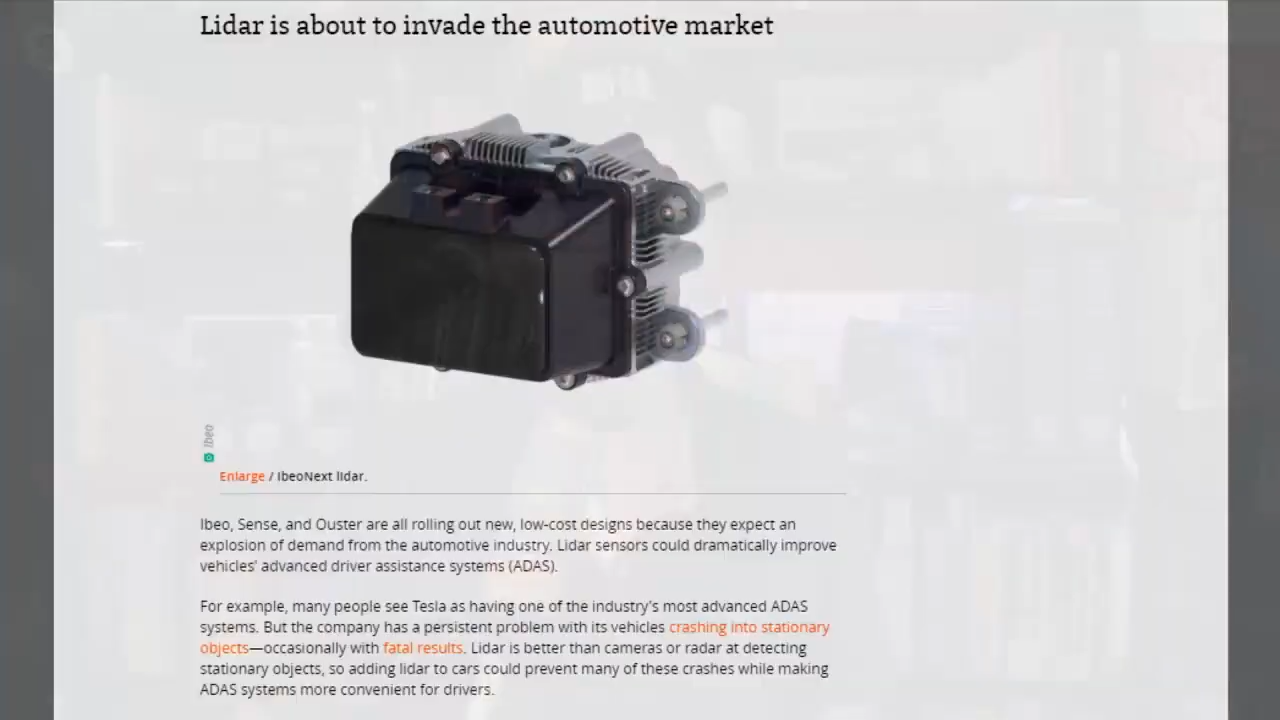 Lidar is about to invade the automotive market
Ibeo
Enlarge / IbeoNext lidar.
Ibeo, Sense, and Ouster are all rolling out new, low-cost designs because they expect an
explosion of demand from the automotive industry. Lidar sensors could dramatically improve
vehicles' advanced driver assistance systems (ADAS).
For example, many people see Tesla as having one of the industry's most advanced ADAS
systems. But the company has a persistent problem with its vehicles crashing into stationary
objects—occasionally with fatal results. Lidar is better than cameras or radar at detecting
stationary objects, so adding lidar to cars could prevent many of these crashes while making
ADAS systems more convenient for drivers.